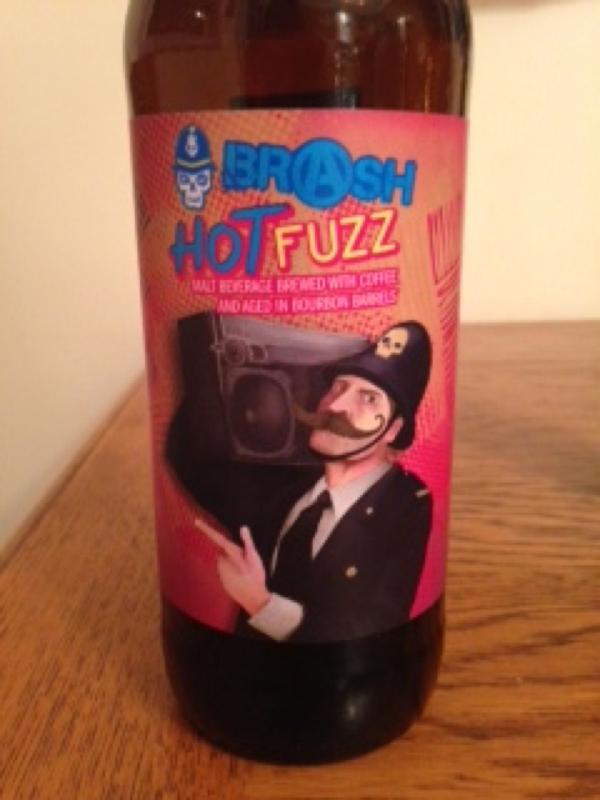 BRASH
HOT FUZZ
MALT BEVERAGE BREWED WITH COFFEE
AND AGED IN BOURBON BARRELS